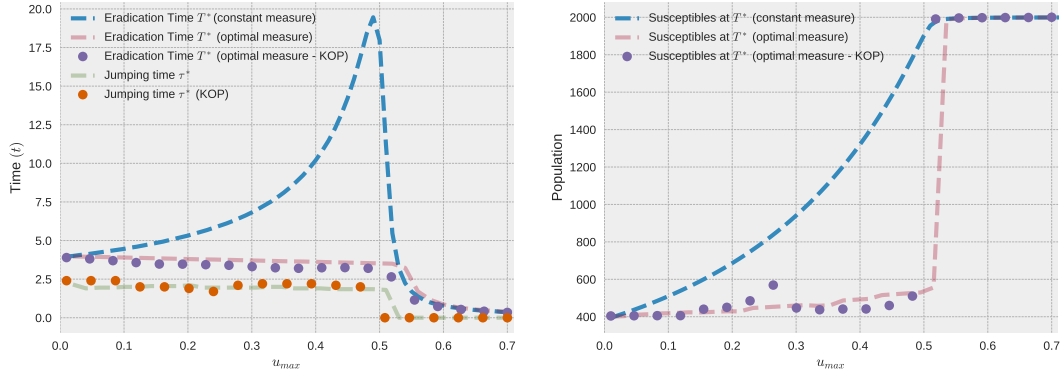 20.0
17.5
15.0
12.5
10.0
7.5
5.0
2.5
0.0
Time (t)
Eradication Time T* (constant measure)
Eradication Time T* (optimal measure)
Eradication Time T* (optimal measure - KOP)
Jumping time τ*
Jumping time τ* (KOP)
0.0 0.1 0.2 0.3 0.4 0.5 0.6 0.7
u_max
2000
1800
1600
1400
1200
1000
800
600
400
Population
Susceptibles at T* (constant measure)
Susceptibles at T* (optimal measure)
Susceptibles at T* (optimal measure - KOP)
0.0 0.1 0.2 0.3 0.4 0.5 0.6 0.7
u_max